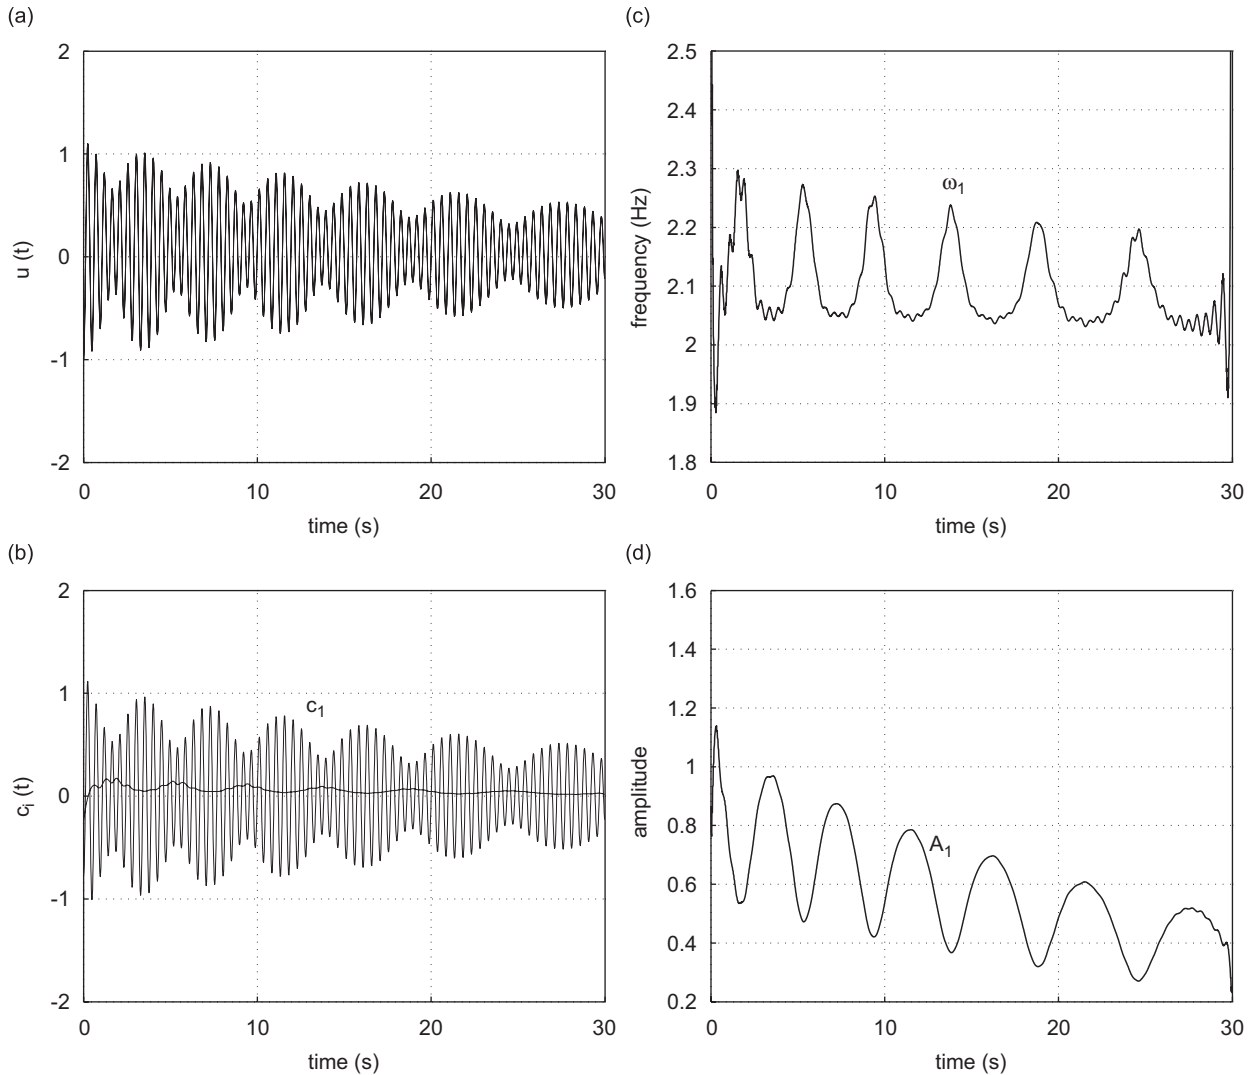 (a)
2
1
0
-1
-2
u (t)
0 10 20 30
time (s)
(b)
2
1
0
-1
-2
c₁
cᵢ (t)
0 10 20 30
time (s)
(c)
2.5
2.4
2.3
2.2
2.1
2
1.9
1.8
ω₁
frequency (Hz)
0 10 20 30
time (s)
(d)
1.6
1.4
1.2
1
0.8
0.6
0.4
0.2
A₁
amplitude
0 10 20 30
time (s)